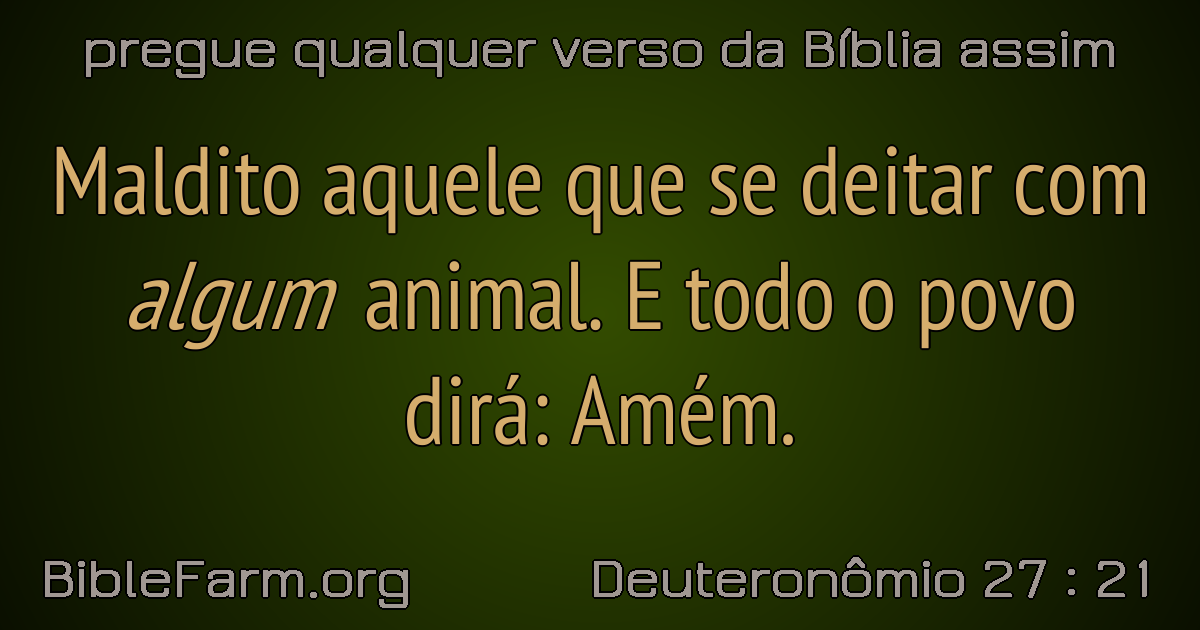 pregue qualquer verso da Bíblia assim
Maldito aquele que se deitar com
algum animal. E todo o povo
dirá: Amém.
BibleFarm.org
Deuteronômio 27 : 21